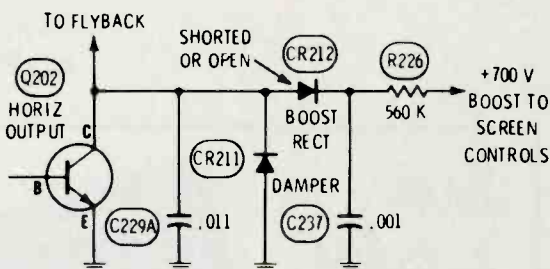 TO FLYBACK
SHORTED
OR OPEN
CR212
R226
Q202
HORIZ
OUTPUT
C
B
E
BOOST
RECT
560 K
+700 V
BOOST TO
SCREEN
CONTROLS
CR211
DAMPER
C229A
.011
C237
.001